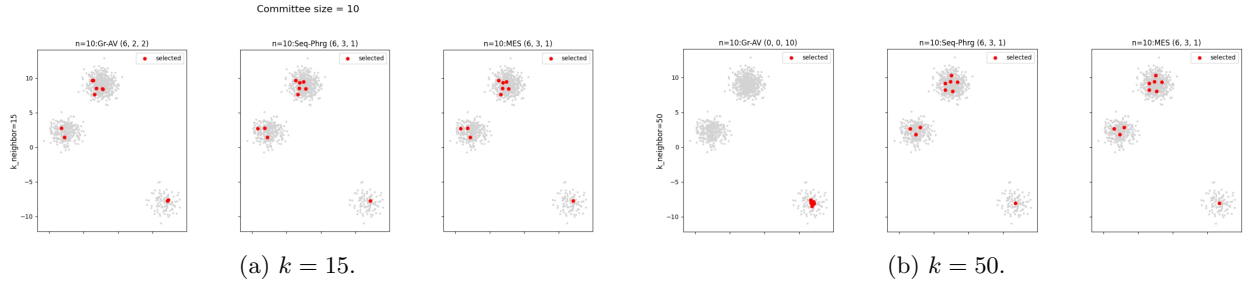 Committee size = 10
n=10:Gr-AV (6, 2, 2)
selected
10
5
0
−5
−10
k_neighbor=15
n=10:Seq-Phrg (6, 3, 1)
selected
n=10:MES (6, 3, 1)
selected
(a) k = 15.
n=10:Gr-AV (0, 0, 10)
selected
10
5
0
−5
−10
k_neighbor=50
n=10:Seq-Phrg (6, 3, 1)
selected
n=10:MES (6, 3, 1)
selected
(b) k = 50.